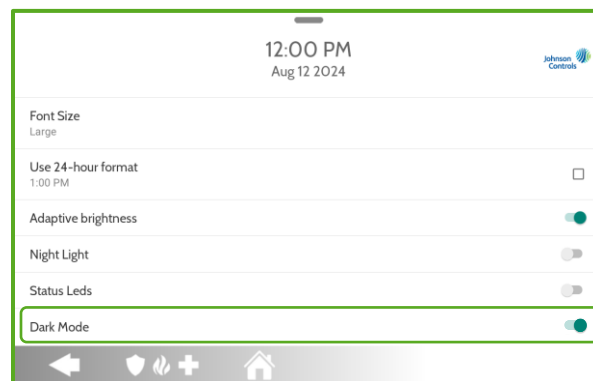 12:00 PM
Aug 12 2024
Johnson
Controls
Font Size
Large
Use 24-hour format
1:00 PM
Adaptive brightness
Night Light
Status Leds
Dark Mode